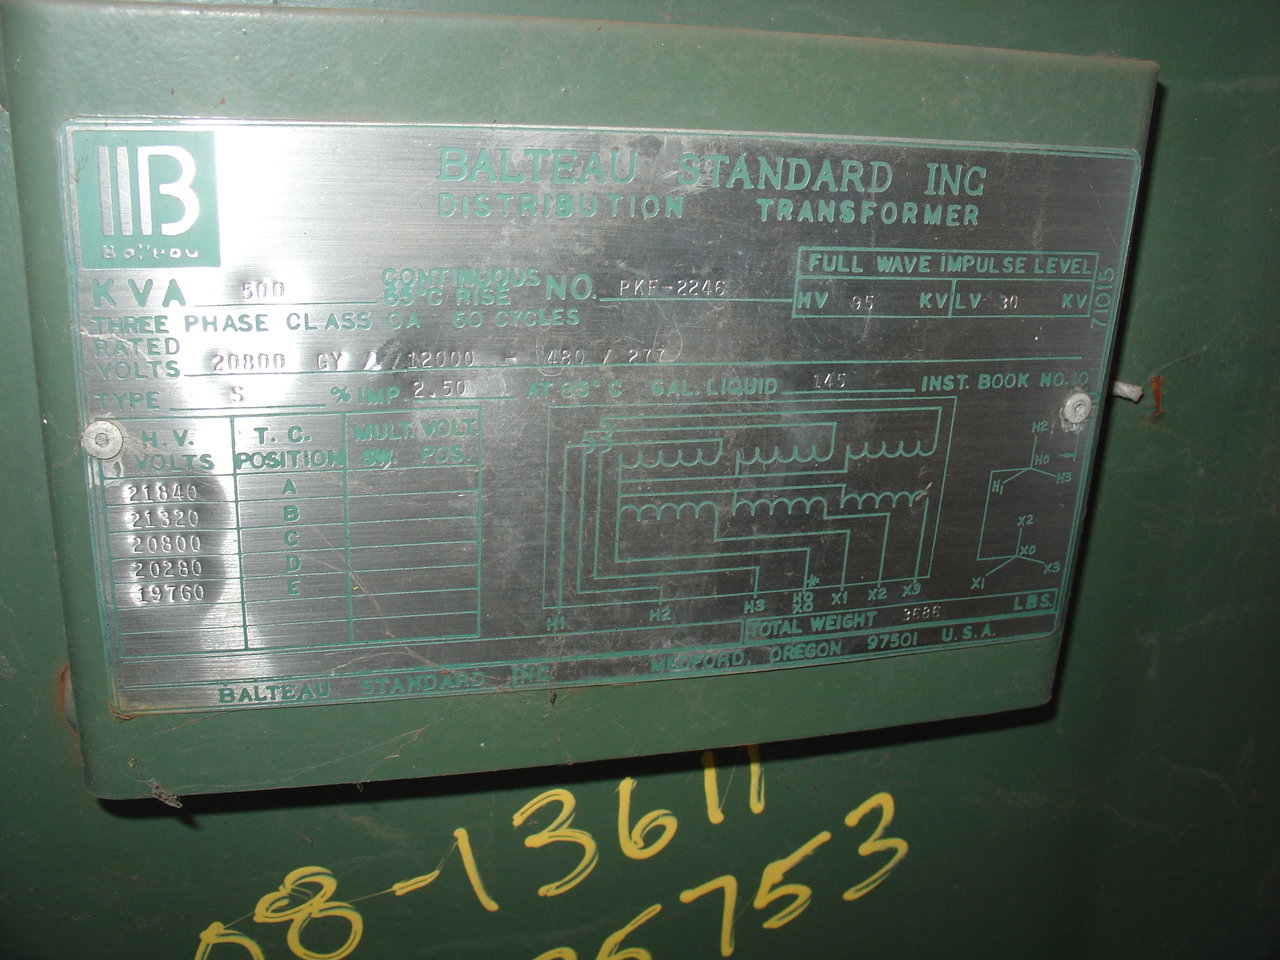 Balteau
BALTEAU STANDARD INC
DISTRIBUTION TRANSFORMER
KVA 500 CONTINUOUS 65°C RISE NO. PKF-2246
FULL WAVE IMPULSE LEVEL
HV 95 KV LV 30 KV
71015
THREE PHASE CLASS OA 60 CYCLES
RATED
VOLTS 20800 GY / /12000 - 480 / 277
TYPE S % IMP. 2.50 AT 85°C GAL. LIQUID 145 INST. BOOK NO. 10
H.V. VOLTS T. C. POSITION MULT. VOLT. SW. POS.
21840 A
21320 B
20800 C
20280 D
19760 E
H1 H2 H3 H0 X0 X1 X2 X3
H2
H0
H1 H3
X2
X0
X1 X3
TOTAL WEIGHT 3686 LBS.
BALTEAU STANDARD INC. MEDFORD, OREGON 97501 U.S.A.
08-13611
753